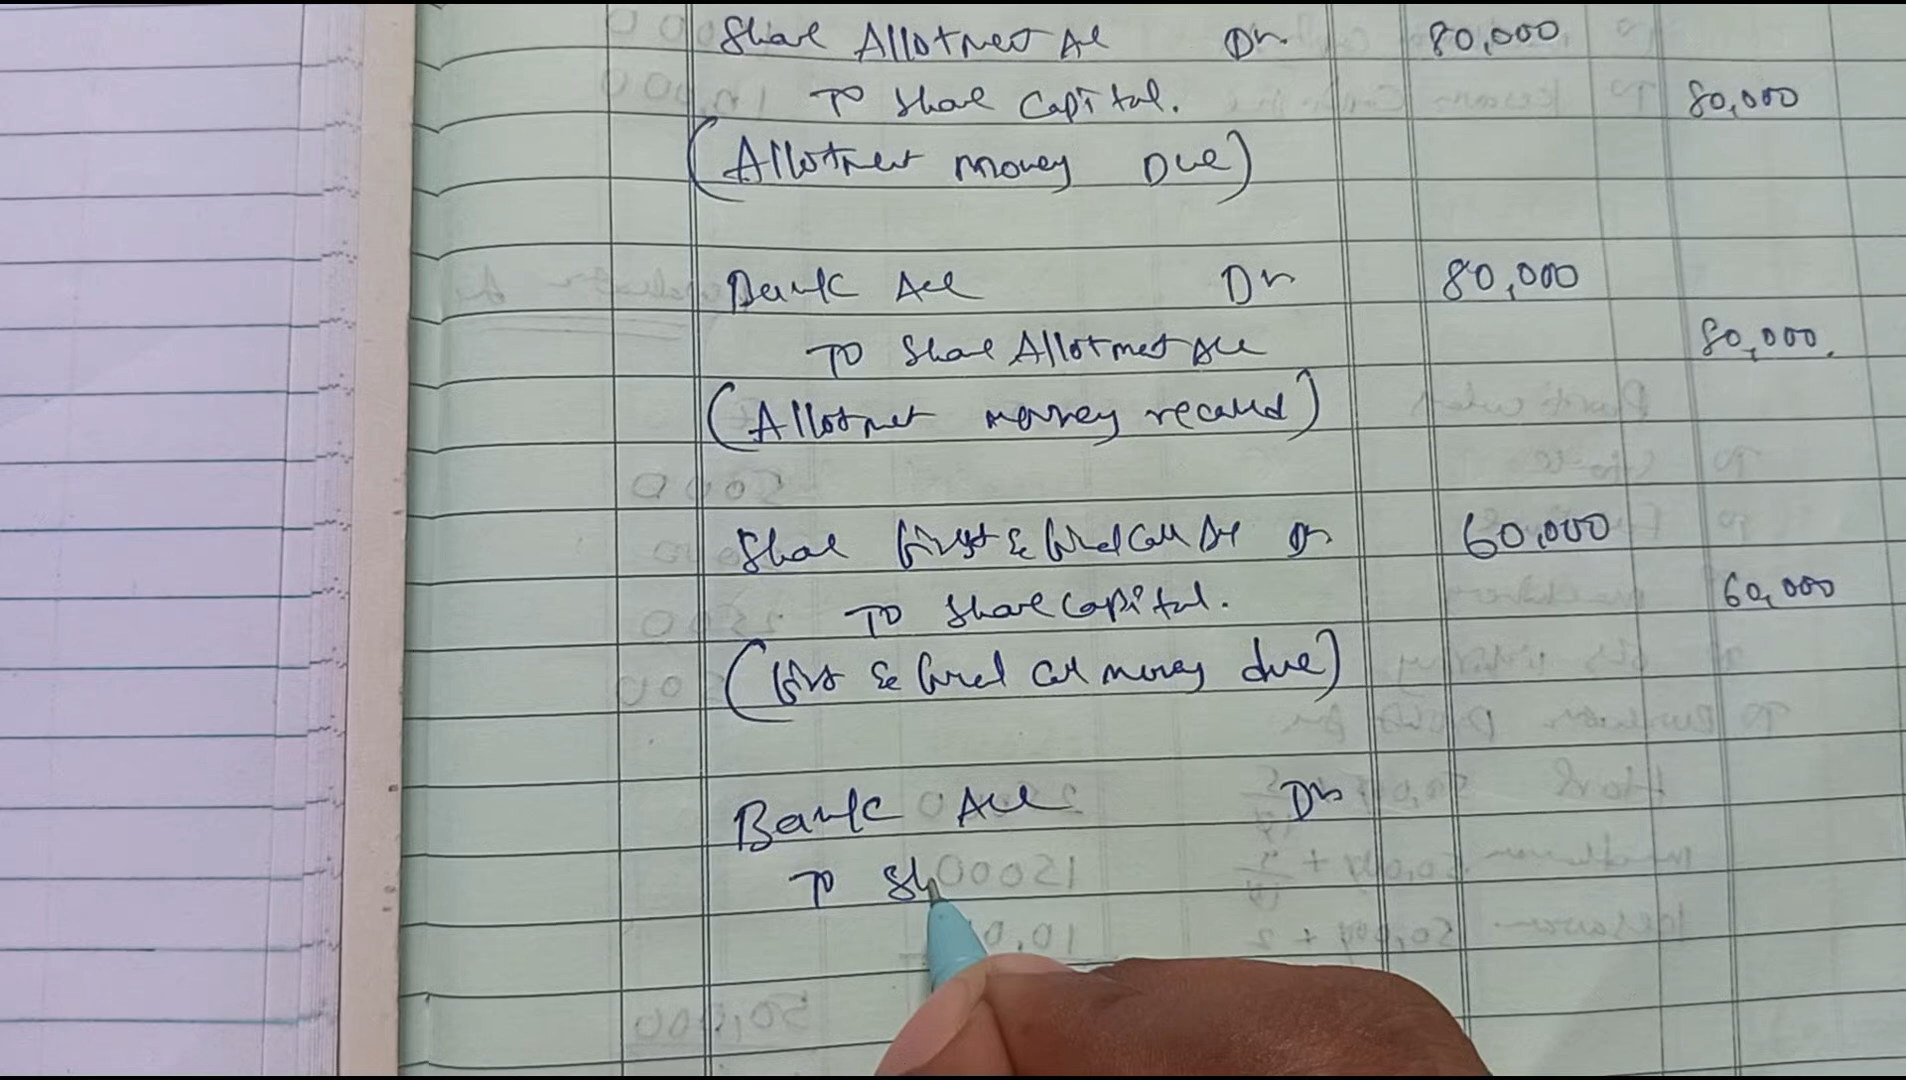 Share Allotment A/c Dr. 80,000
To Share Capital. 80,000
(Allotment money Due)
Bank A/c Dr 80,000
To Share Allotment A/c 80,000.
(Allotment money received)
Share first & final call A/c Dr 60,000
To Share Capital. 60,000
(first & final call money due)
Bank A/c Dr
To Sh